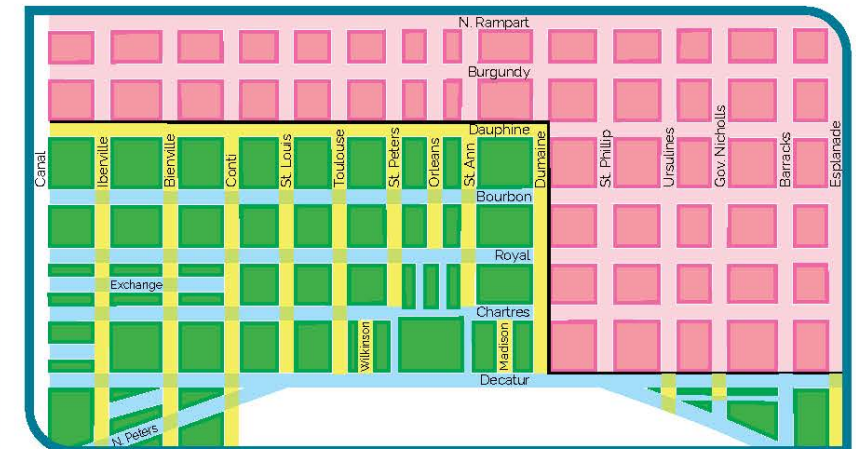 N. Rampart
Burgundy
Dauphine
Canal
Iberville
Bienville
Conti
St. Louis
Toulouse
St. Peters
Orleans
St. Ann
Dumaine
St. Phillip
Ursulines
Gov. Nicholls
Barracks
Esplanade
Bourbon
Royal
Exchange
Chartres
Wilkinson
Madison
Decatur
N. Peters